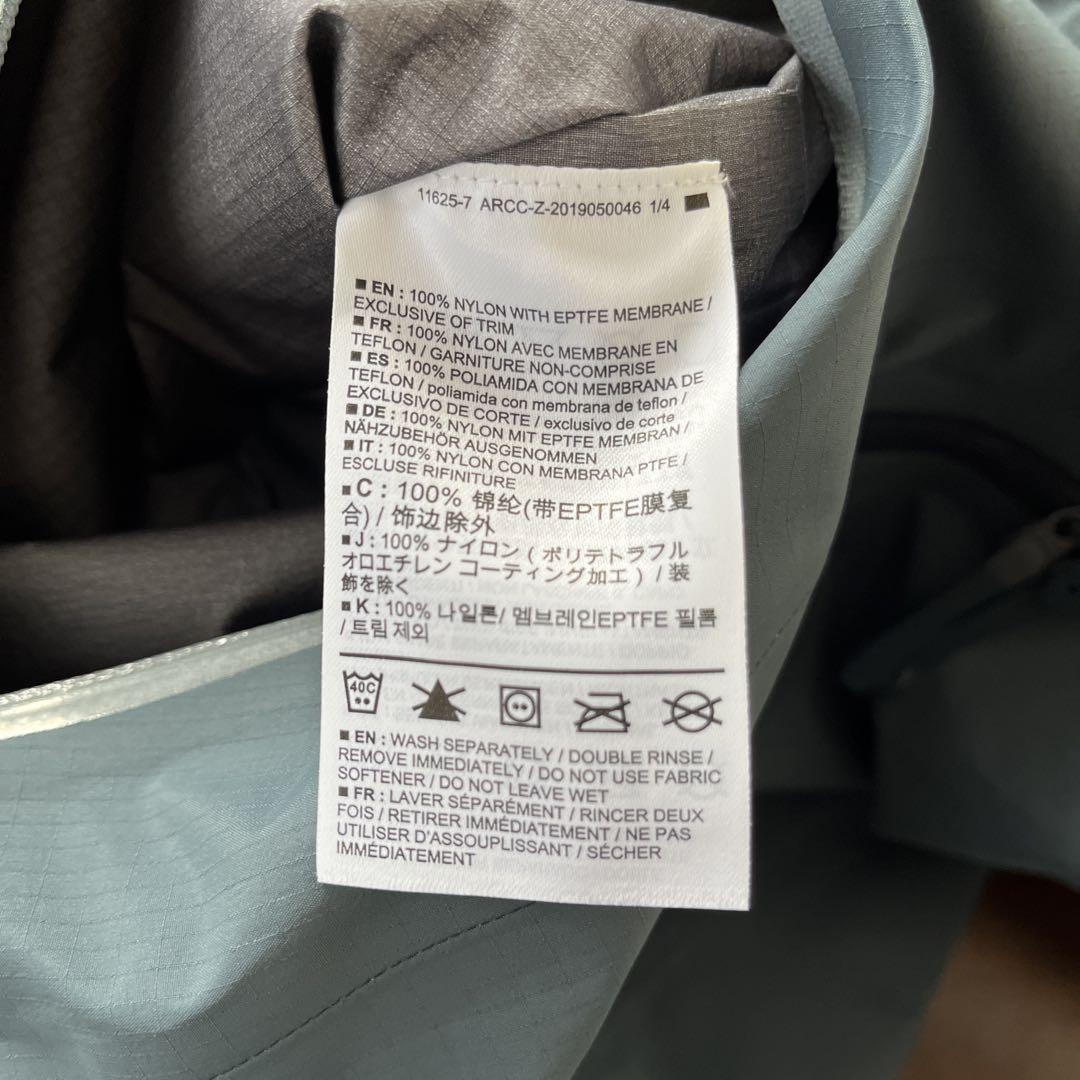 11625-7 ARCC-Z-2019050046 1/4
■ EN : 100% NYLON WITH EPTFE MEMBRANE /
EXCLUSIVE OF TRIM
■ FR : 100% NYLON AVEC MEMBRANE EN
TEFLON / GARNITURE NON-COMPRISE
■ ES : 100% POLIAMIDA CON MEMBRANA DE
TEFLON / poliamida con membrana de teflon /
EXCLUSIVO DE CORTE / exclusivo de corte
■ DE : 100% NYLON MIT EPTFE MEMBRAN /
NÄHZUBEHÖR AUSGENOMMEN
■ IT : 100% NYLON CON MEMBRANA PTFE /
ESCLUSE RIFINITURE
■ C : 100% 锦纶(带EPTFE膜复
合) / 饰边除外
■ J : 100% ナイロン ( ポリテトラフル
オロエチレン コーティング加工 ) / 装
飾を除く
■ K : 100% 나일론/ 멤브레인EPTFE 필름
/ 트림 제외
40C
■ EN : WASH SEPARATELY / DOUBLE RINSE /
REMOVE IMMEDIATELY / DO NOT USE FABRIC
SOFTENER / DO NOT LEAVE WET
■ FR : LAVER SÉPARÉMENT / RINCER DEUX
FOIS / RETIRER IMMÉDIATEMENT / NE PAS
UTILISER D'ASSOUPLISSANT / SÉCHER
IMMÉDIATEMENT